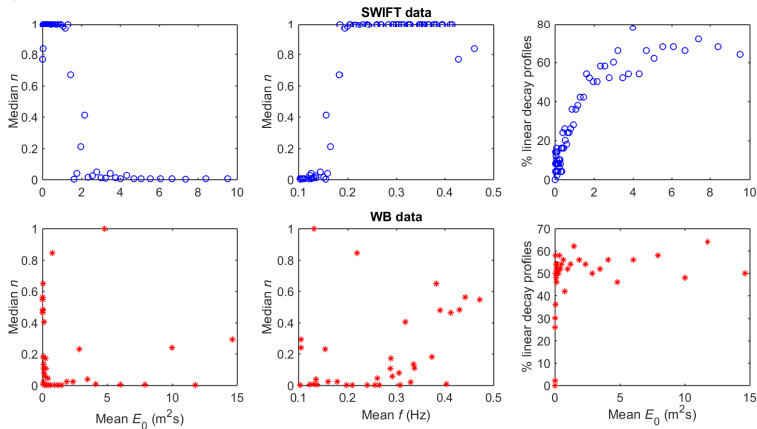 SWIFT data
Median n
1
0.8
0.6
0.4
0.2
0
0 2 4 6 8 10
Median n
1
0.8
0.6
0.4
0.2
0
0.1 0.2 0.3 0.4 0.5
% linear decay profiles
80
60
40
20
0
0 2 4 6 8 10
WB data
Median n
1
0.8
0.6
0.4
0.2
0
0 5 10 15
Mean E₀ (m²s)
Median n
1
0.8
0.6
0.4
0.2
0
0.1 0.2 0.3 0.4 0.5
Mean f (Hz)
% linear decay profiles
70
60
50
40
30
20
10
0
0 5 10 15
Mean E₀ (m²s)